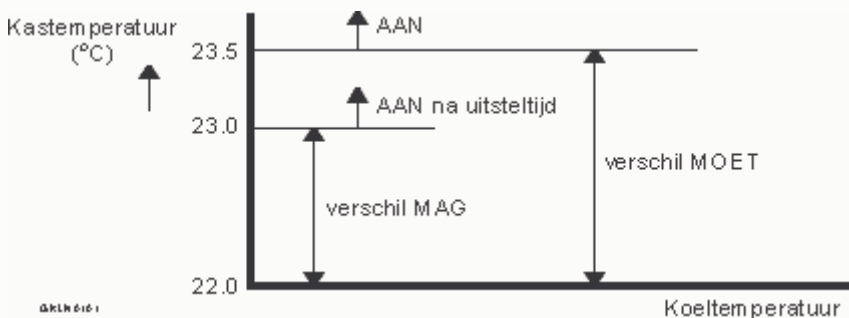 Kastemperatuur
(°C)
AAN
23.5
AAN na uitsteltijd
23.0
verschil MOET
verschil MAG
22.0
Koeltemperatuur